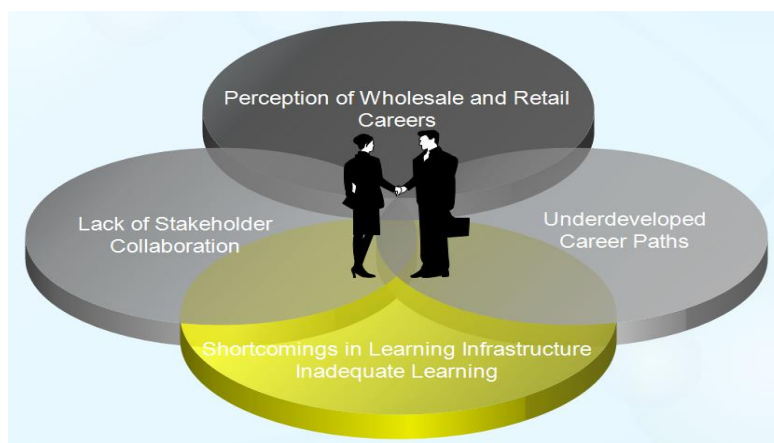 Perception of Wholesale and Retail
Careers
Lack of Stakeholder
Collaboration
Underdeveloped
Career Paths
Shortcomings in Learning Infrastructure
Inadequate Learning